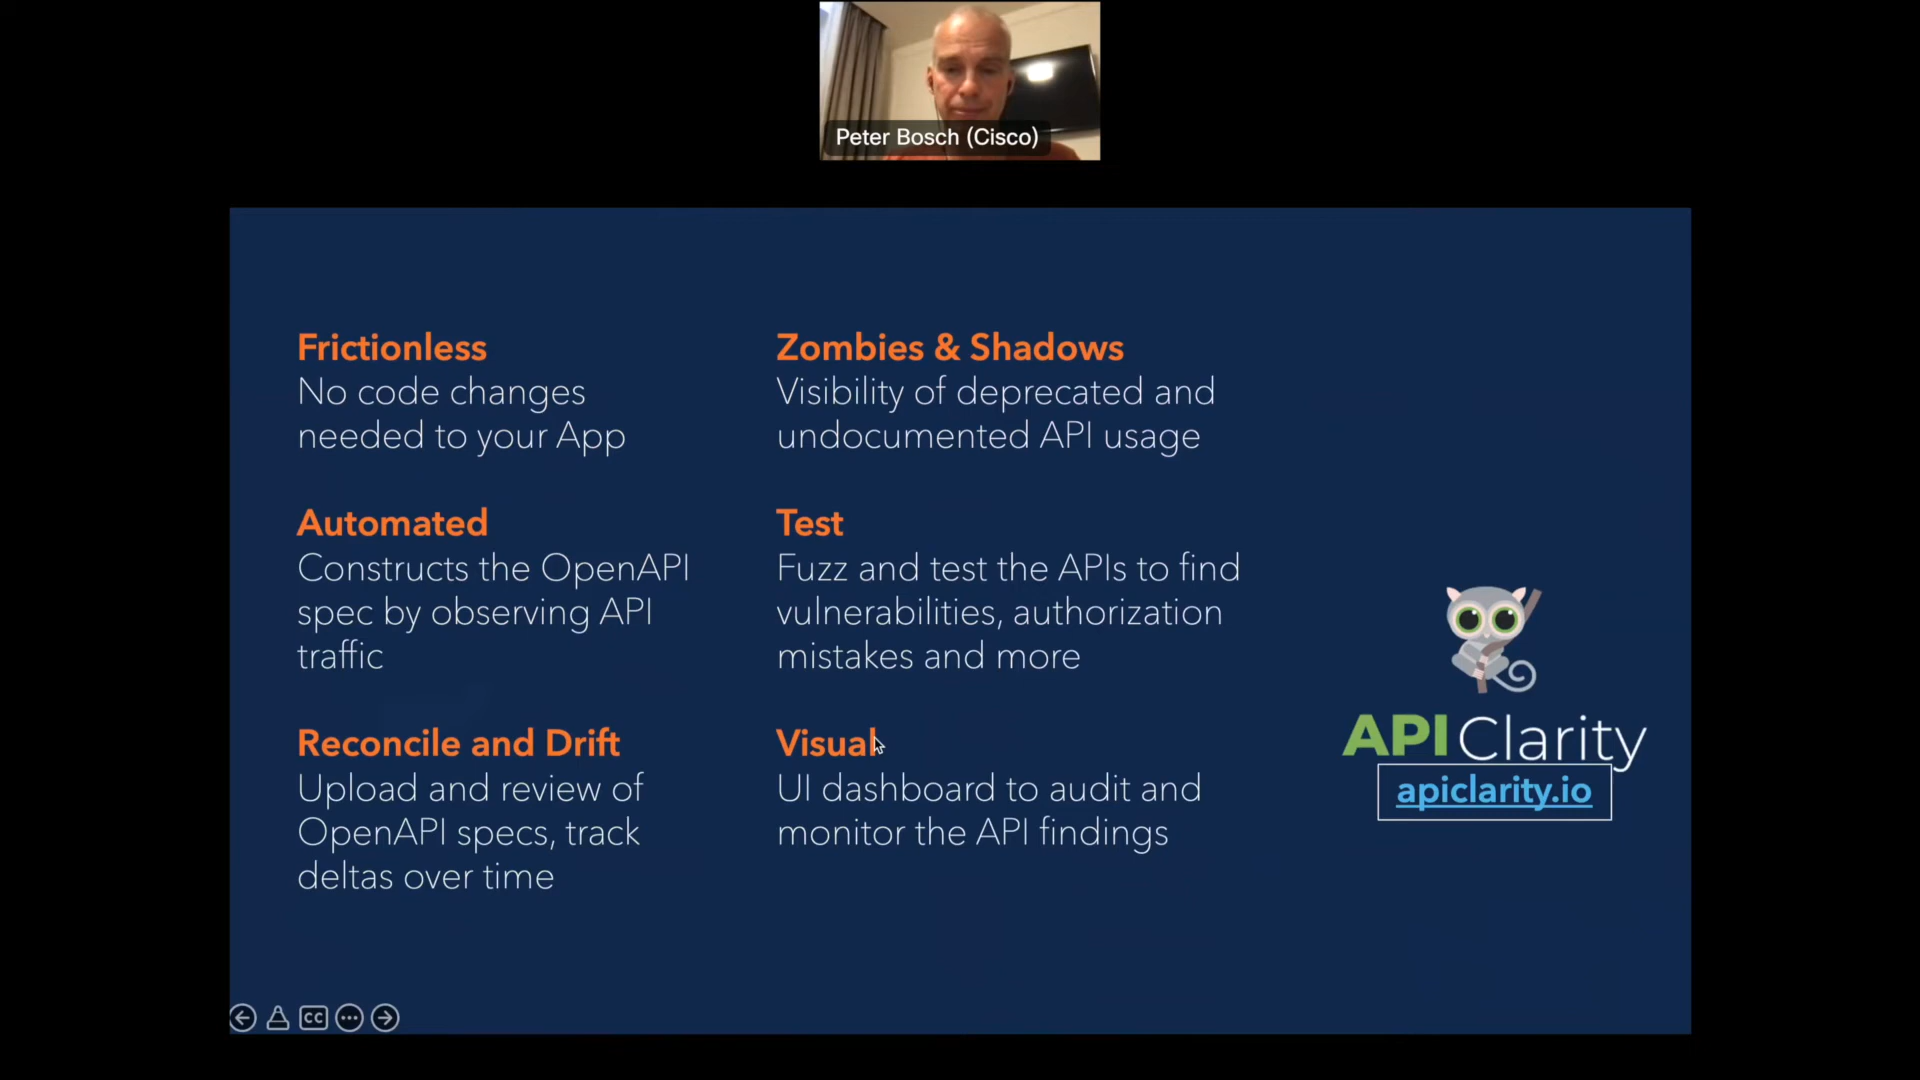 Peter Bosch (Cisco)
Frictionless
No code changes
needed to your App
Automated
Constructs the OpenAPI
spec by observing API
traffic
Reconcile and Drift
Upload and review of
OpenAPI specs, track
deltas over time
Zombies & Shadows
Visibility of deprecated and
undocumented API usage
Test
Fuzz and test the APIs to find
vulnerabilities, authorization
mistakes and more
Visual
UI dashboard to audit and
monitor the API findings
APIClarity
apiclarity.io
CC